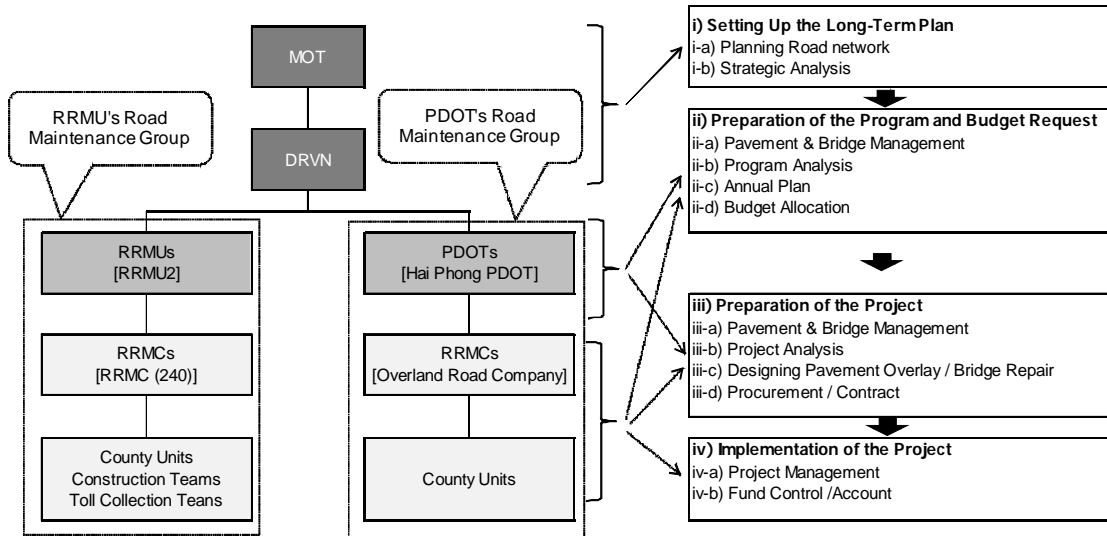 MOT
DRVN
RRMU's Road
Maintenance Group
PDOT's Road
Maintenance Group
RRMUs
[RRMU2]
RRMCs
[RRMC (240)]
County Units
Construction Teams
Toll Collection Teans
PDOTs
[Hai Phong PDOT]
RRMCs
[Overland Road Company]
County Units
i) Setting Up the Long-Term Plan
i-a) Planning Road network
i-b) Strategic Analysis
ii) Preparation of the Program and Budget Request
ii-a) Pavement & Bridge Management
ii-b) Program Analysis
ii-c) Annual Plan
ii-d) Budget Allocation
iii) Preparation of the Project
iii-a) Pavement & Bridge Management
iii-b) Project Analysis
iii-c) Designing Pavement Overlay / Bridge Repair
iii-d) Procurement / Contract
iv) Implementation of the Project
iv-a) Project Management
iv-b) Fund Control /Account